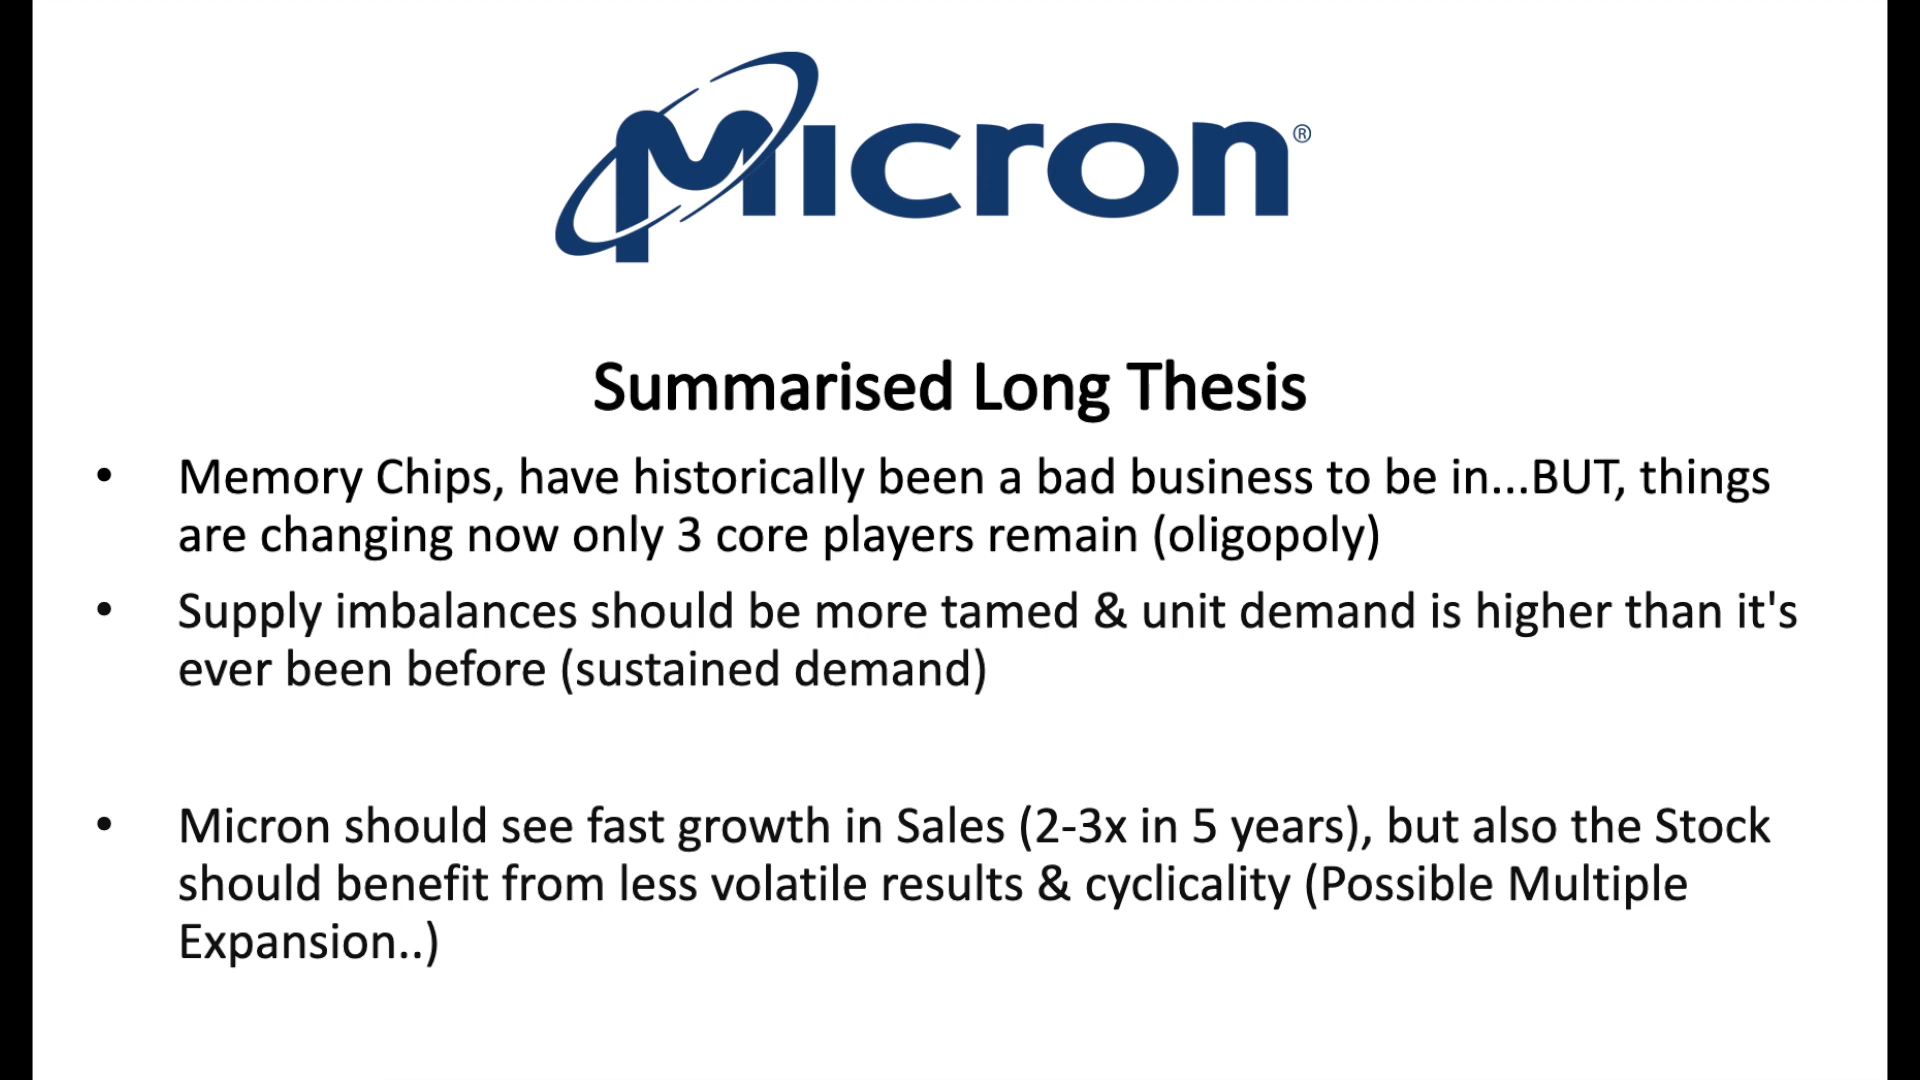 Micron®
Summarised Long Thesis
• Memory Chips, have historically been a bad business to be in...BUT, things
are changing now only 3 core players remain (oligopoly)
• Supply imbalances should be more tamed & unit demand is higher than it's
ever been before (sustained demand)
• Micron should see fast growth in Sales (2-3x in 5 years), but also the Stock
should benefit from less volatile results & cyclicality (Possible Multiple
Expansion..)